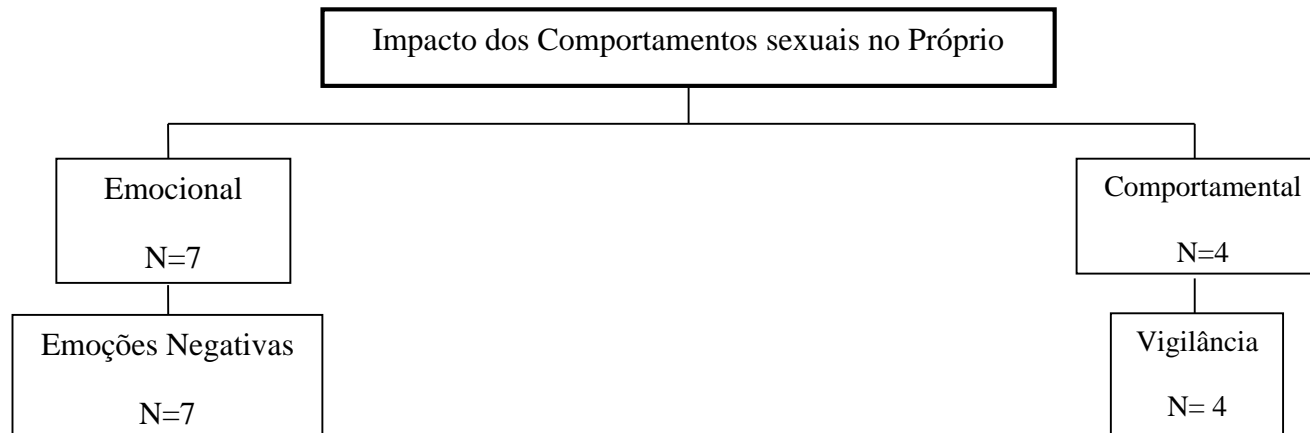 Impacto dos Comportamentos sexuais no Próprio
Emocional
N=7
Comportamental
N=4
Emoções Negativas
N=7
Vigilância
N= 4